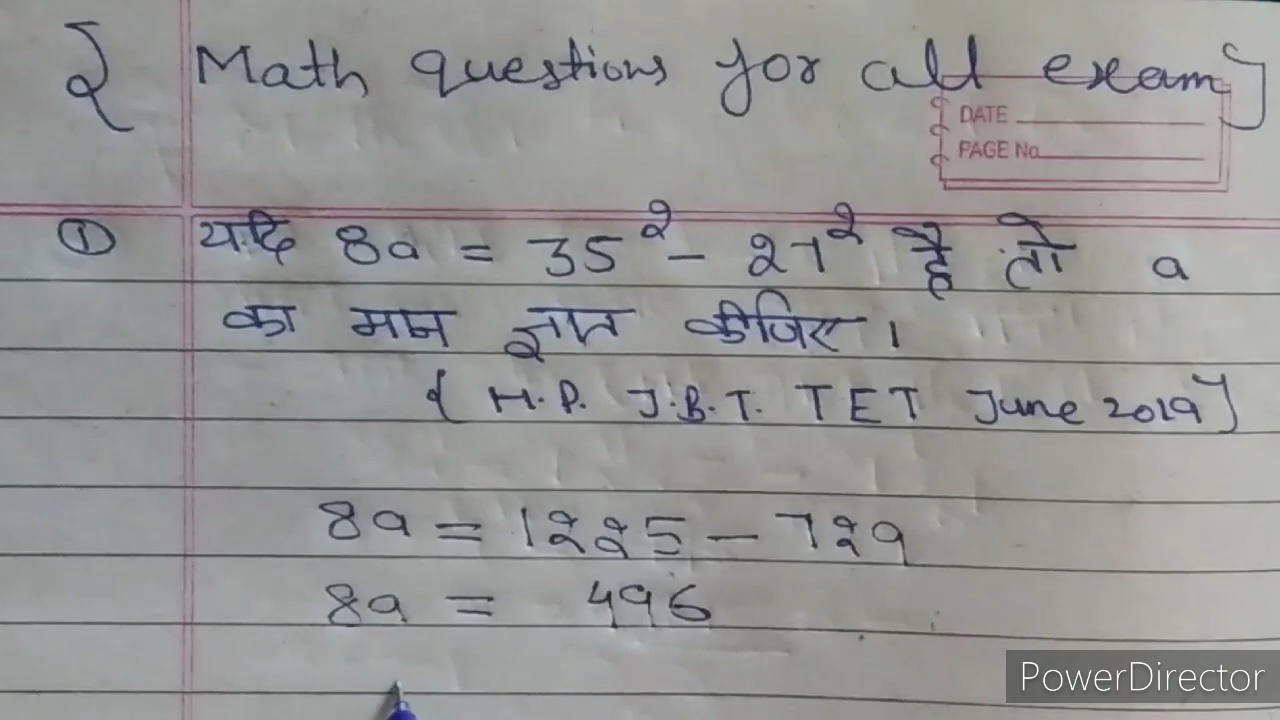 { Math questions for all exam }
DATE
PAGE No.
① यदि 8a = 35² - 27² है तो a
का मान ज्ञात कीजिए।
{ H.P. J.B.T. TET June 2019 }
8a = 1225 - 729
8a = 496
PowerDirector